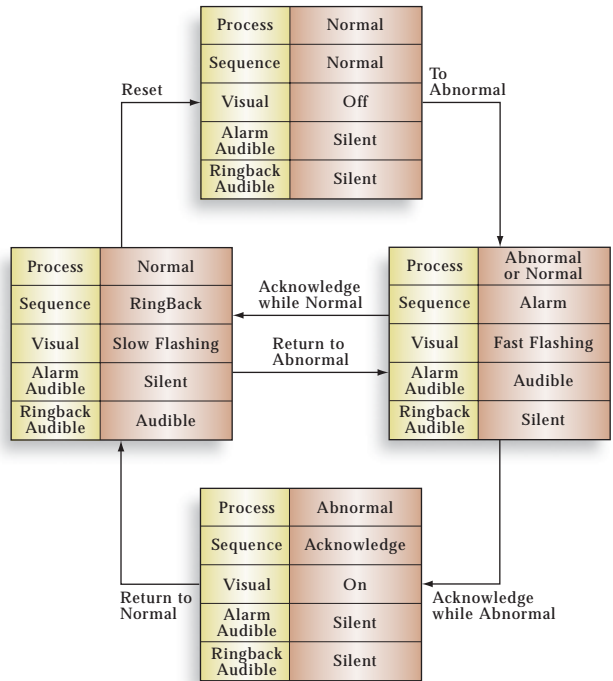 Process Normal
Sequence Normal
Visual Off
Alarm
Audible Silent
Ringback
Audible Silent
Reset
To
Abnormal
Process Normal
Sequence RingBack
Visual Slow Flashing
Alarm
Audible Silent
Ringback
Audible Audible
Acknowledge
while Normal
Return to
Abnormal
Process Abnormal
or Normal
Sequence Alarm
Visual Fast Flashing
Alarm
Audible Audible
Ringback
Audible Silent
Process Abnormal
Sequence Acknowledge
Visual On
Alarm
Audible Silent
Ringback
Audible Silent
Return to
Normal
Acknowledge
while Abnormal